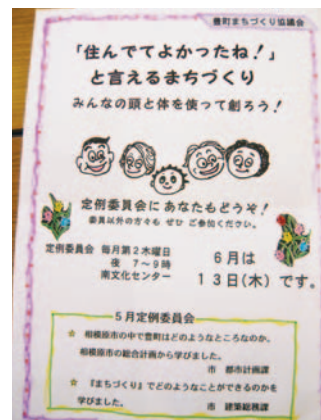 豊町まちづくり協議会
「住んでてよかったね！」
と言えるまちづくり
みんなの頭と体を使って創ろう！
定例委員会にあなたもどうぞ！
委員以外の方々も ぜひ ご参加ください。
定例委員会 毎月第2木曜日
夜 7～9時
南文化センター
6月は
13日(木)です。
5月定例委員会
☆ 相模原市の中で豊町はどのようなところなのか、
相模原市の総合計画から学びました。
市 都市計画課
☆ 『まちづくり』でどのようなことができるのかを
学びました。
市 建築総務課